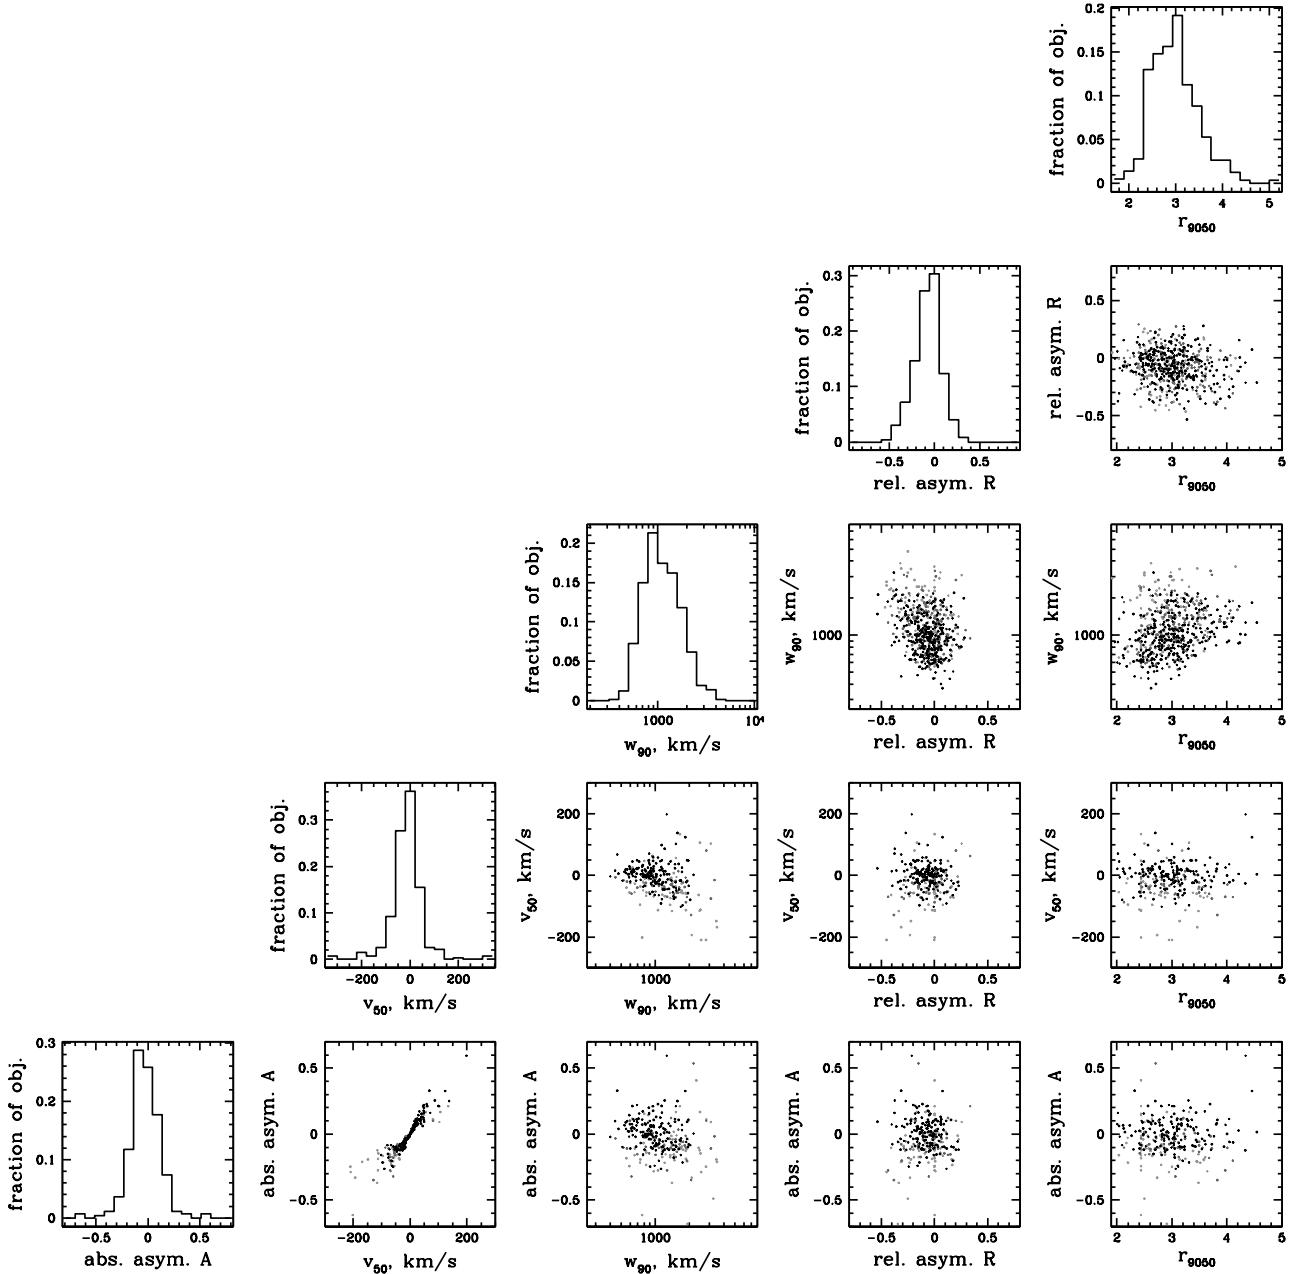 0.2
0.15
0.1
0.05
0
fraction of obj.
2 3 4 5
r9050
0.3
0.2
0.1
0
fraction of obj.
−0.5 0 0.5
rel. asym. R
0.5
0
−0.5
rel. asym. R
2 3 4 5
r9050
0.2
0.15
0.1
0.05
0
fraction of obj.
1000 10⁴
w90, km/s
1000
w90, km/s
−0.5 0 0.5
rel. asym. R
1000
w90, km/s
2 3 4 5
r9050
0.3
0.2
0.1
0
fraction of obj.
−200 0 200
v50, km/s
200
0
−200
v50, km/s
1000
w90, km/s
200
0
−200
v50, km/s
−0.5 0 0.5
rel. asym. R
200
0
−200
v50, km/s
2 3 4 5
r9050
0.3
0.2
0.1
0
fraction of obj.
−0.5 0 0.5
abs. asym. A
0.5
0
−0.5
abs. asym. A
−200 0 200
v50, km/s
0.5
0
−0.5
abs. asym. A
1000
w90, km/s
0.5
0
−0.5
abs. asym. A
−0.5 0 0.5
rel. asym. R
0.5
0
−0.5
abs. asym. A
2 3 4 5
r9050